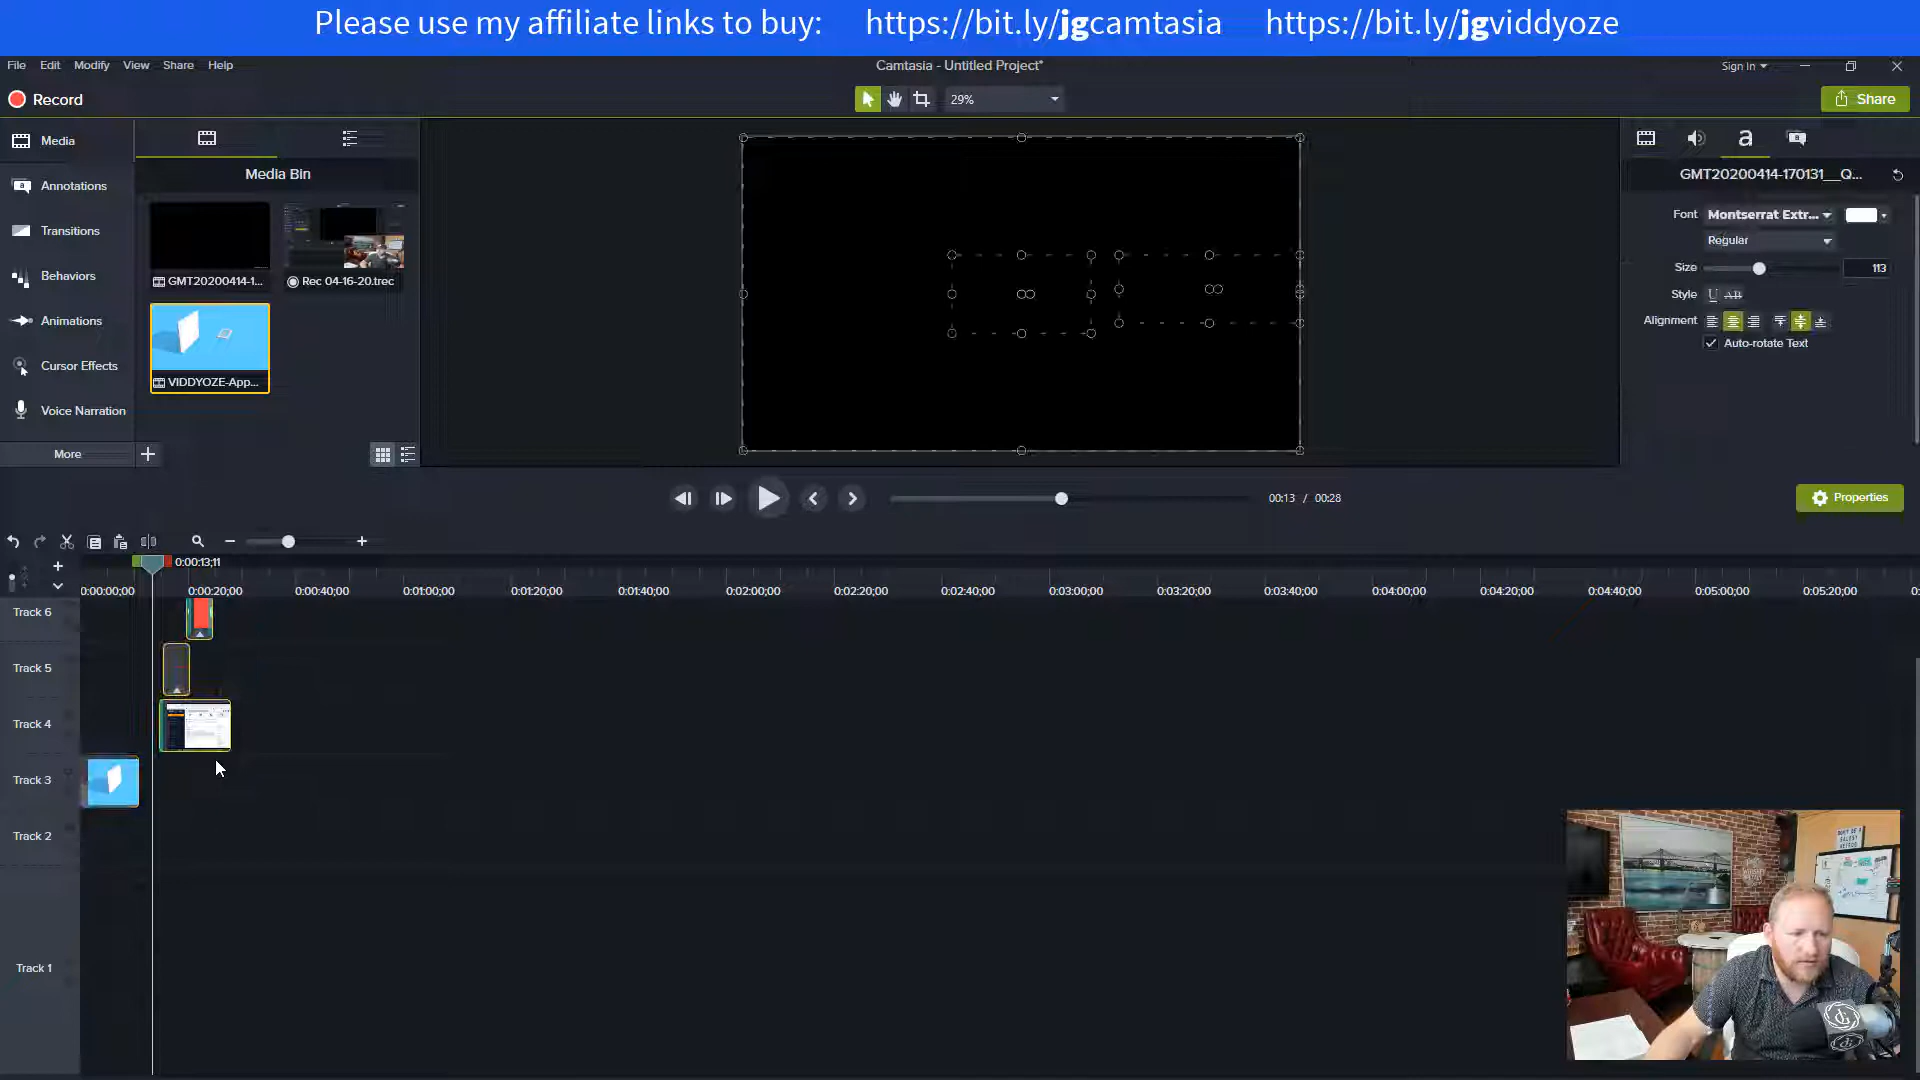 Please use my affiliate links to buy: https://bit.ly/jgcamtasia https://bit.ly/jgviddyoze
File Edit Modify View Share Help
Camtasia - Untitled Project*
Sign In
Record
29%
Share
Media
Annotations
Transitions
Behaviors
Animations
Cursor Effects
Voice Narration
More
Media Bin
GMT20200414-1...
Rec 04-16-20.trec
VIDDYOZE-App...
GMT20200414-170131__Q...
Font
Montserrat Extr...
Regular
Size
113
Style
U AB
Alignment
Auto-rotate Text
00:13 / 00:28
Properties
0:00:13;11
0:00:00;00 0:00:20;00 0:00:40;00 0:01:00;00 0:01:20;00 0:01:40;00 0:02:00;00 0:02:20;00 0:02:40;00 0:03:00;00 0:03:20;00 0:03:40;00 0:04:00;00 0:04:20;00 0:04:40;00 0:05:00;00 0:05:20;00
Track 6
Track 5
Track 4
Track 3
Track 2
Track 1